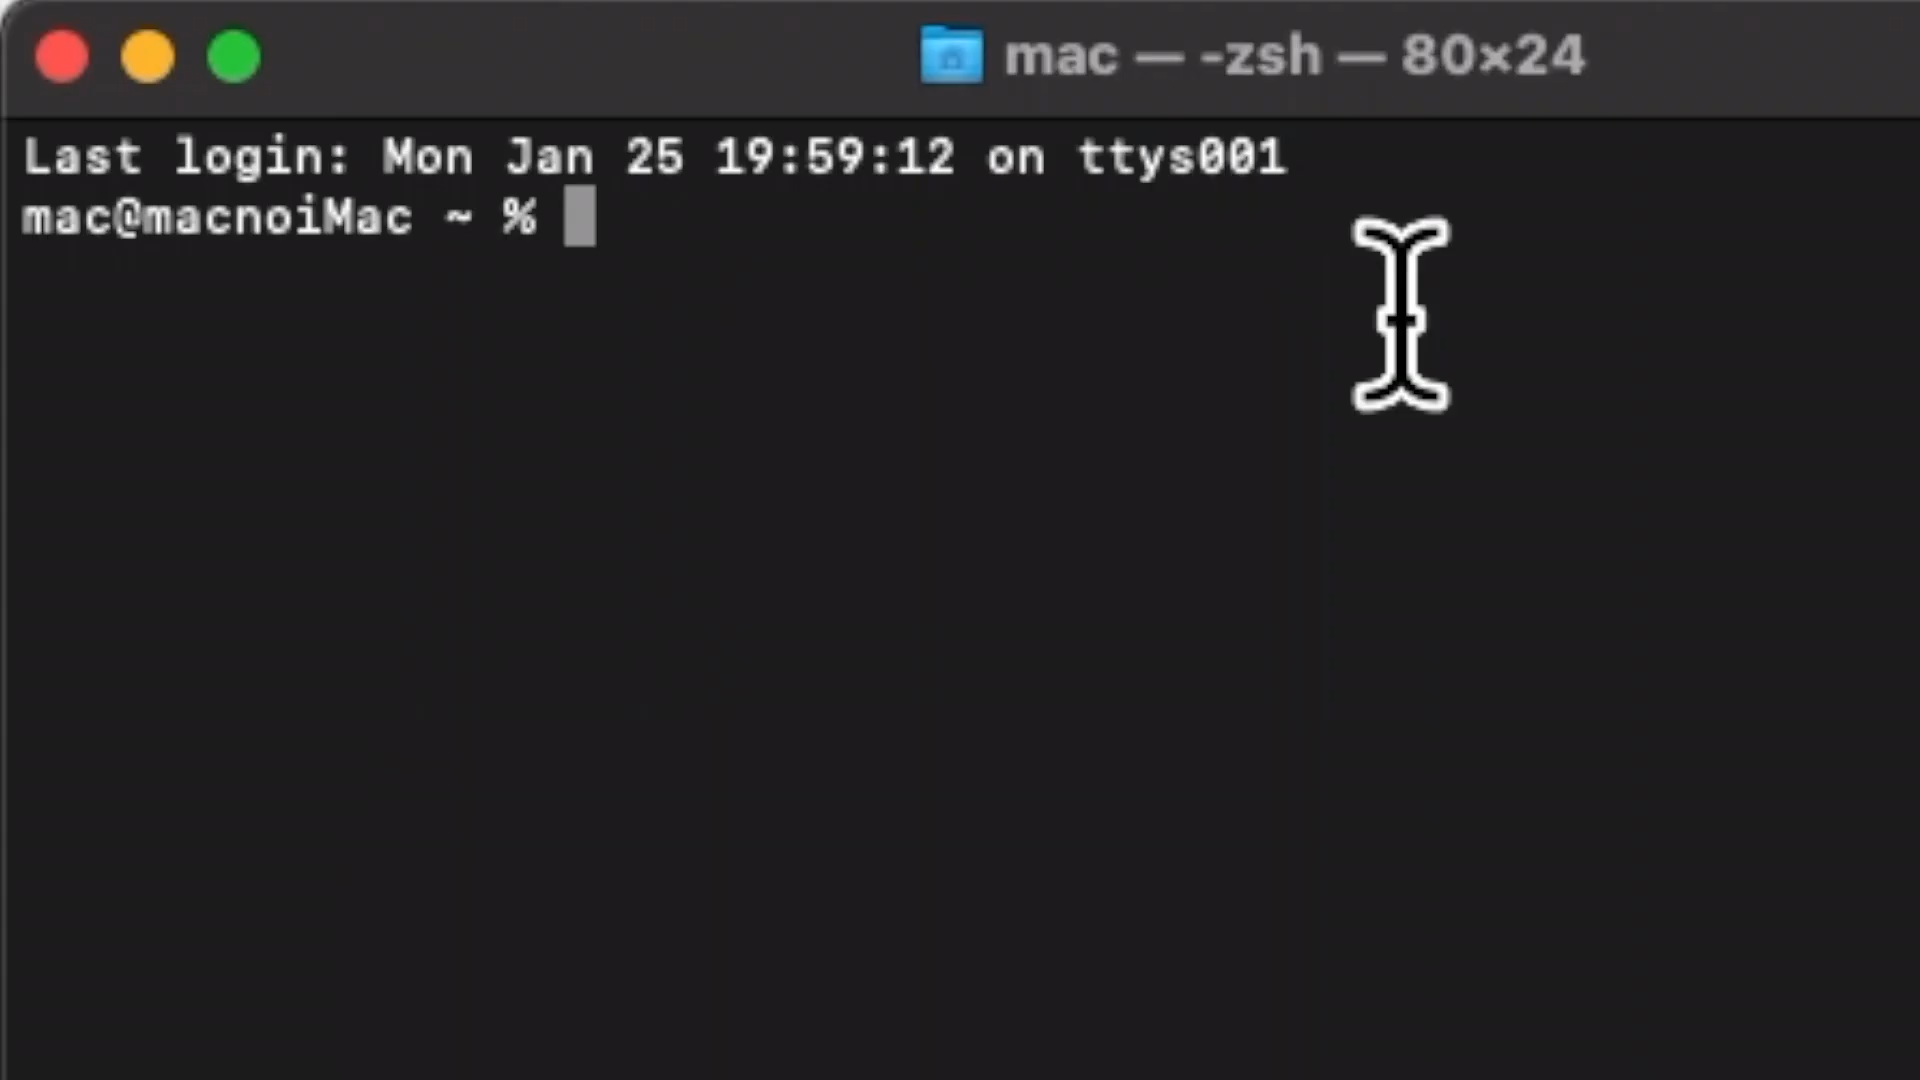 mac — -zsh — 80×24
Last login: Mon Jan 25 19:59:12 on ttys001
mac@macnoiMac ~ %